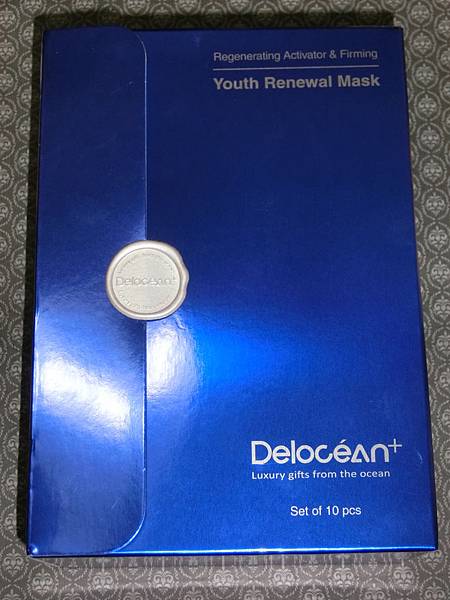 Regenerating Activator & Firming
Youth Renewal Mask
Delocéan+
Delocéan+
Luxury gifts from the ocean
Set of 10 pcs